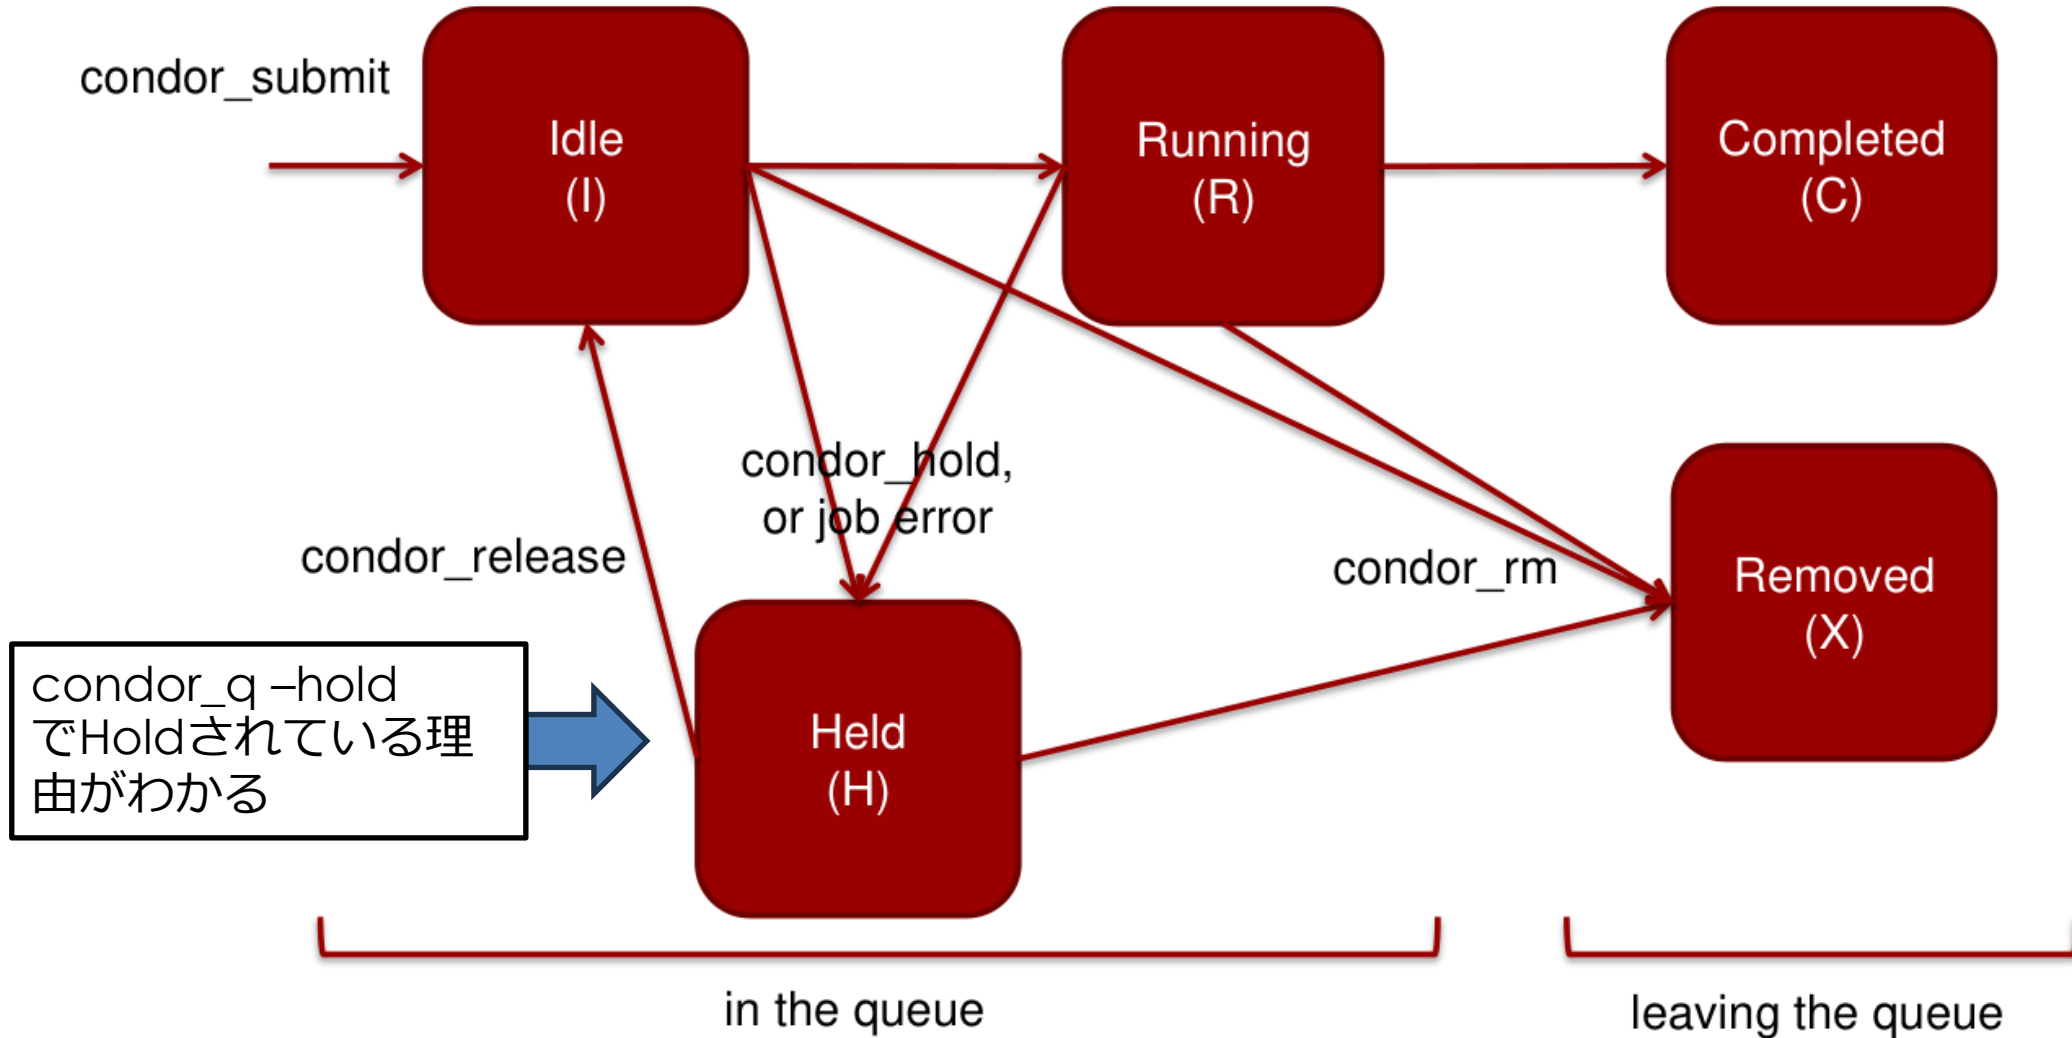 condor_submit
Idle
(I)
Running
(R)
Completed
(C)
condor_hold,
or job error
condor_release
condor_rm
Removed
(X)
condor_q –hold
でHoldされている理
由がわかる
Held
(H)
in the queue
leaving the queue